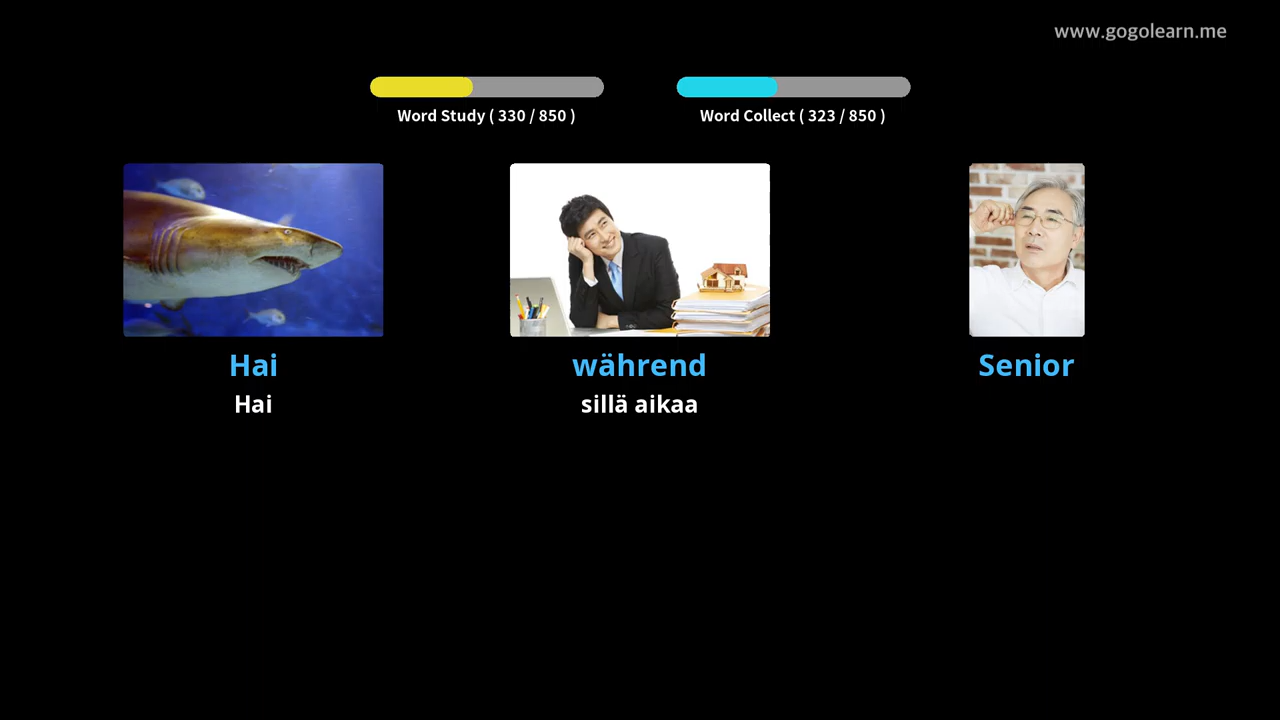 www.gogolearn.me
Word Study ( 330 / 850 )
Word Collect ( 323 / 850 )
Hai
Hai
während
sillä aikaa
Senior